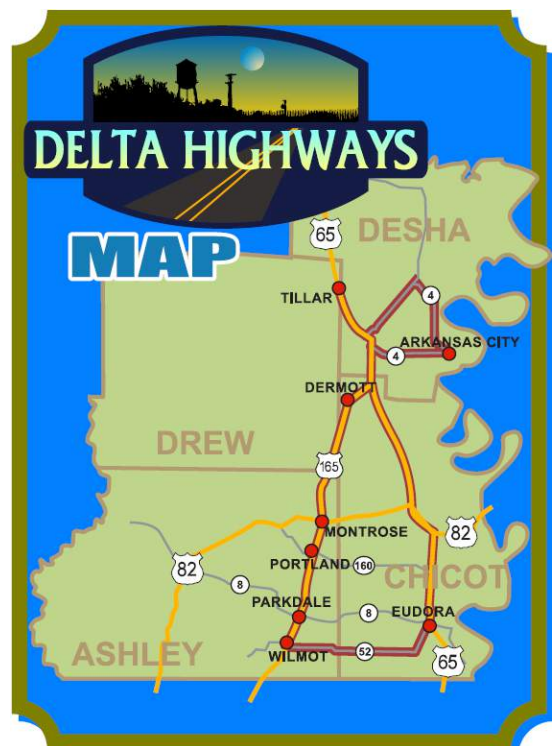 DELTA HIGHWAYS
MAP
65
DESHA
TILLAR
4
ARKANSAS CITY
4
DERMOTT
DREW
165
MONTROSE
82
82
PORTLAND
160
CHICOT
8
PARKDALE
8
EUDORA
ASHLEY
WILMOT
52
65